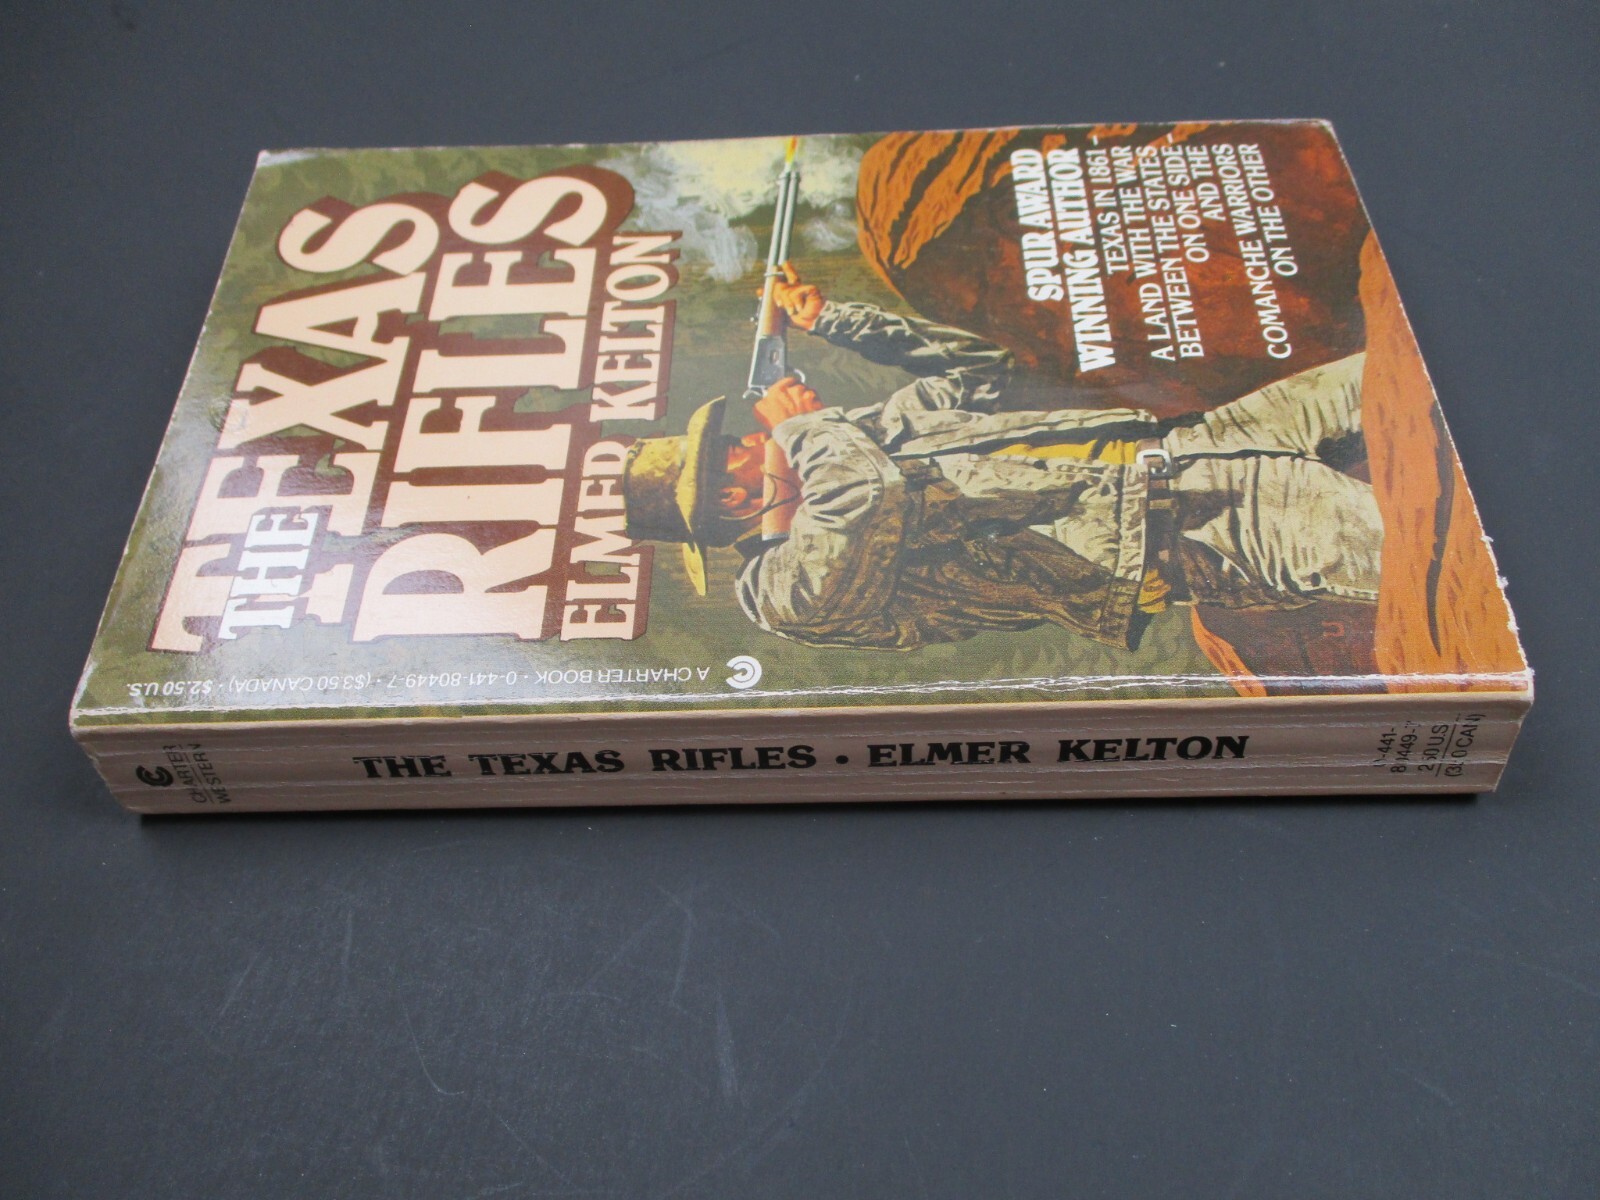 THE
TEXAS
RIFLES
ELMER KELTON
SPUR AWARD
WINNING AUTHOR
TEXAS IN 1861-
A LAND WITH THE WAR
BETWEEN THE STATES
ON ONE SIDE-
AND THE
COMANCHE WARRIORS
ON THE OTHER
A CHARTER BOOK · 0-441-80449-7 · ($3.50 CANADA) · $2.50 U.S.
CHARTER
WESTERN
THE TEXAS RIFLES · ELMER KELTON